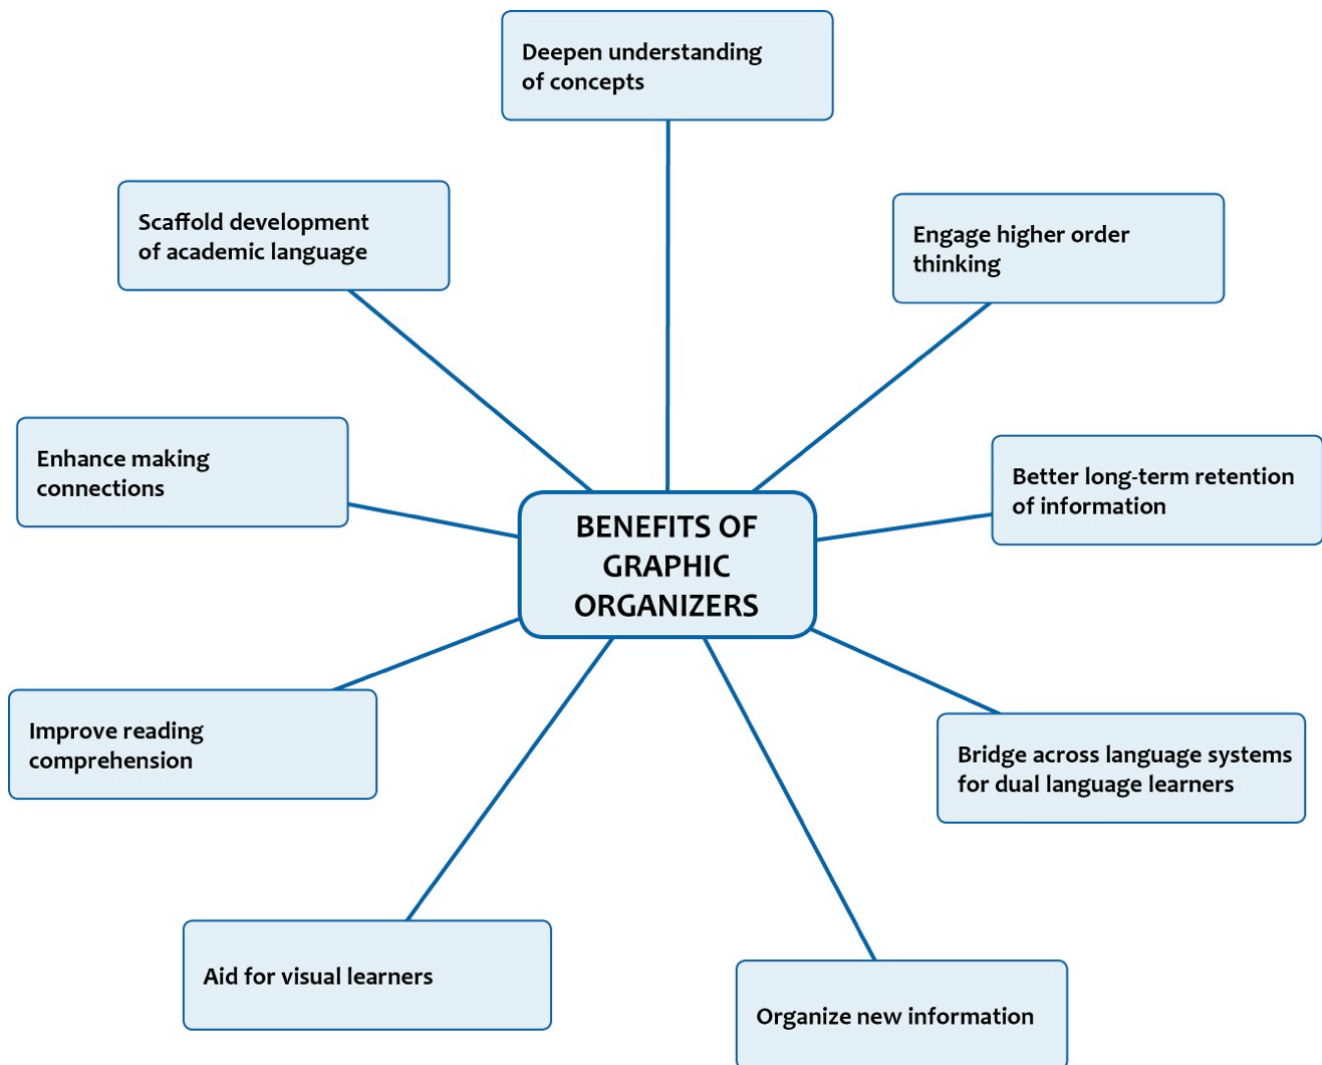 Deepen understanding
of concepts
Scaffold development
of academic language
Engage higher order
thinking
Enhance making
connections
Better long-term retention
of information
BENEFITS OF
GRAPHIC
ORGANIZERS
Improve reading
comprehension
Bridge across language systems
for dual language learners
Aid for visual learners
Organize new information